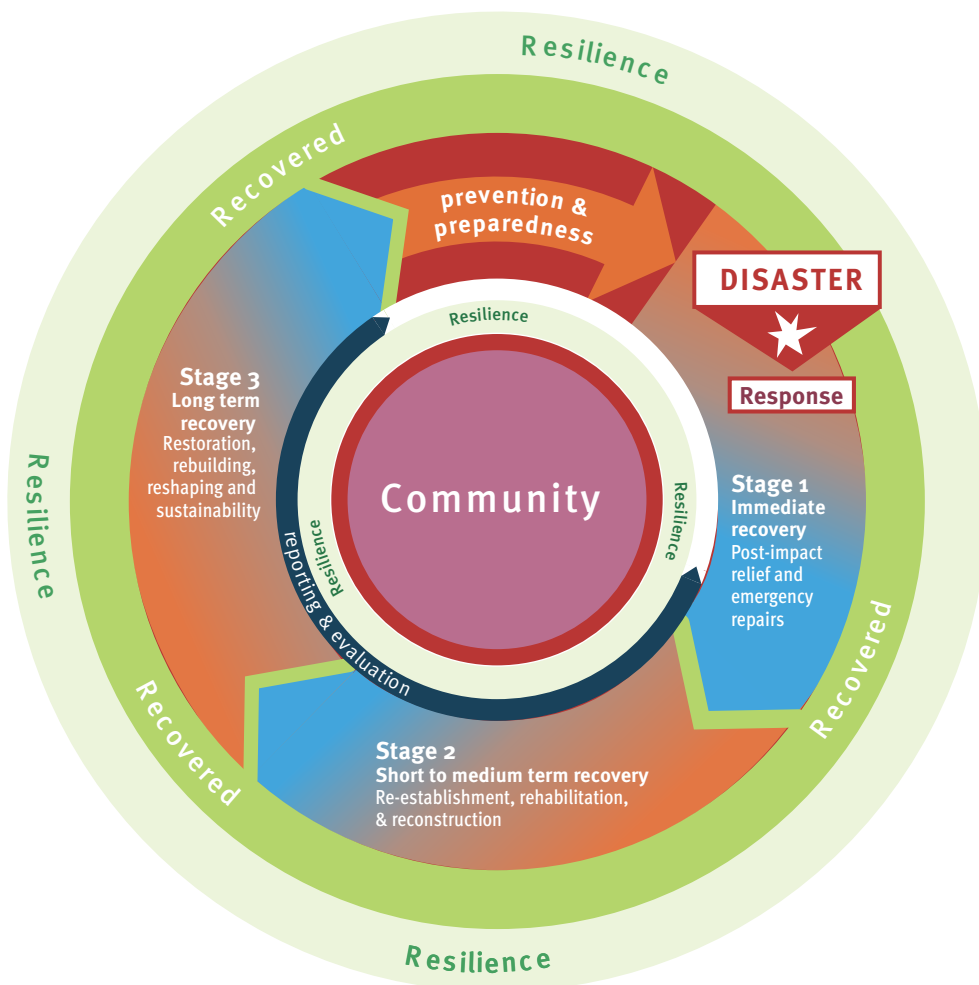 Resilience
Recovered
prevention &
preparedness
DISASTER
Response
Resilience
Stage 3
Long term
recovery
Restoration,
rebuilding,
reshaping and
sustainability
Community
Resilience
Stage 1
Immediate
recovery
Post-impact
relief and
emergency
repairs
Resilience
Resilience
reporting & evaluation
Recovered
Recovered
Stage 2
Short to medium term recovery
Re-establishment, rehabilitation,
& reconstruction
Resilience